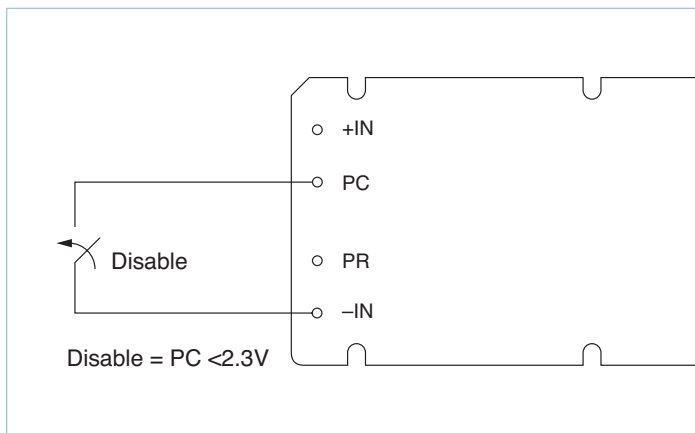 +IN
PC
Disable
PR
–IN
Disable = PC <2.3V